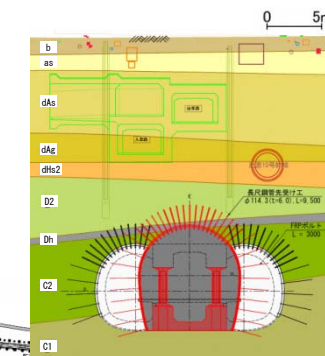 0 5m
b
as
dAs
dAg
dHs2
D2
長尺鋼管先受け工
φ114.3(t=6.0), L=9,500
Dh
FRPボルト
L = 3000
C2
C1